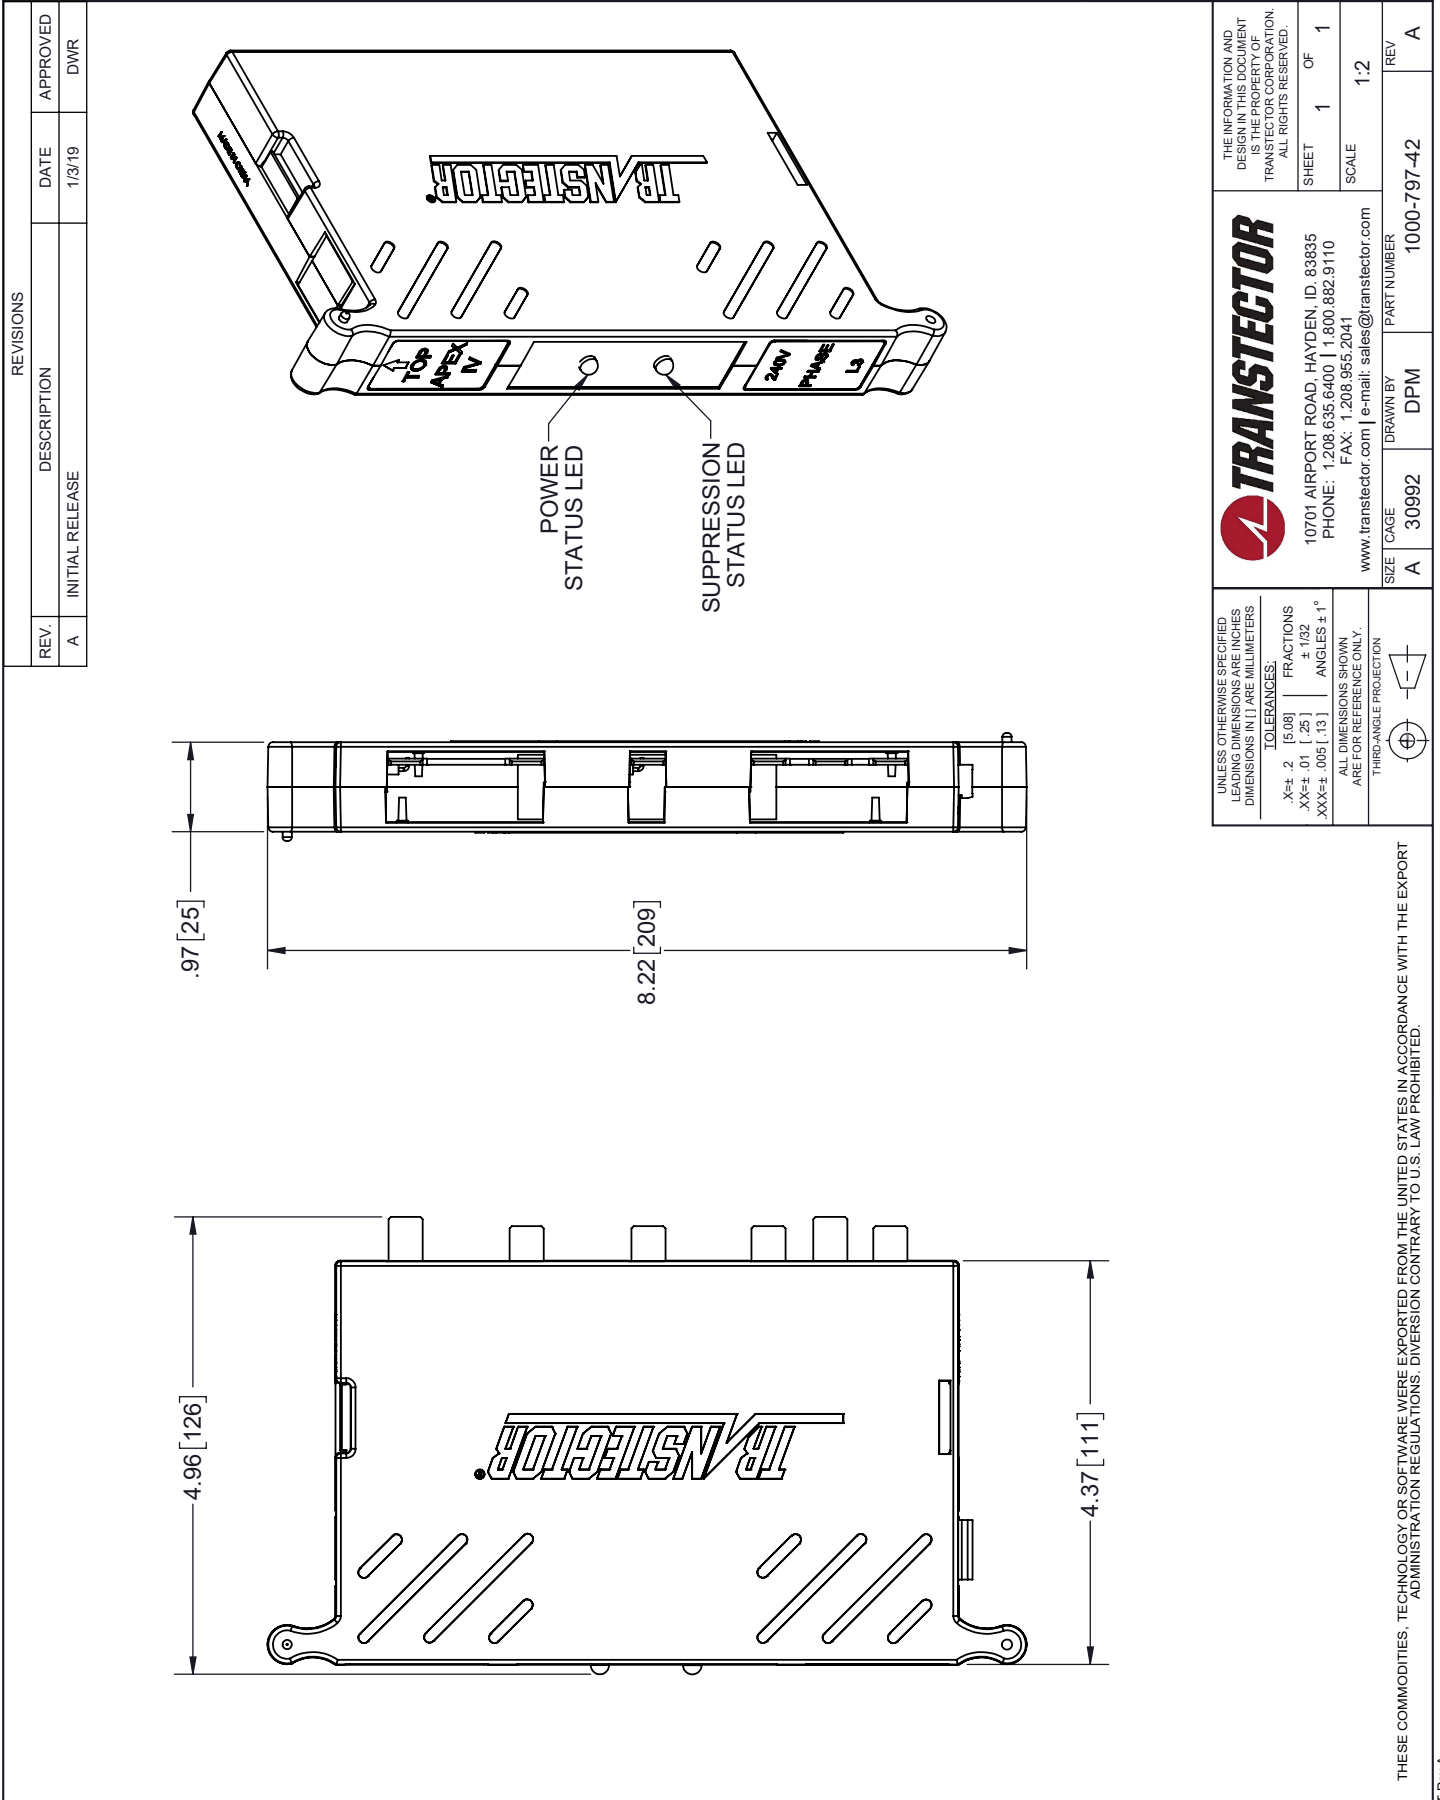 REVISIONS
REV. DESCRIPTION DATE APPROVED
A INITIAL RELEASE 1/3/19 DWR
4.96 [126]
4.37 [111]
TRANSTECTOR®
.97 [25]
8.22 [209]
TRANSTECTOR®
TOP
APEX
IV
240V
PHASE
L3
POWER
STATUS LED
SUPPRESSION
STATUS LED
UNLESS OTHERWISE SPECIFIED
LEADING DIMENSIONS ARE INCHES
DIMENSIONS IN [ ] ARE MILLIMETERS
TOLERANCES:
.X=± .2 [5.08] FRACTIONS
.XX=± .01 [ .25 ] ± 1/32
.XXX=± .005 [ .13 ] ANGLES ± 1°
ALL DIMENSIONS SHOWN
ARE FOR REFERENCE ONLY.
THIRD-ANGLE PROJECTION
TRANSTECTOR
10701 AIRPORT ROAD, HAYDEN, ID. 83835
PHONE: 1.208.635.6400 | 1.800.882.9110
FAX: 1.208.955.2041
www.transtector.com | e-mail: sales@transtector.com
THE INFORMATION AND
DESIGN IN THIS DOCUMENT
IS THE PROPERTY OF
TRANSTECTOR CORPORATION.
ALL RIGHTS RESERVED.
SHEET 1 OF 1
SCALE 1:2
SIZE CAGE DRAWN BY PART NUMBER REV
A 30992 DPM 1000-797-42 A
THESE COMMODITIES, TECHNOLOGY OR SOFTWARE WERE EXPORTED FROM THE UNITED STATES IN ACCORDANCE WITH THE EXPORT
ADMINISTRATION REGULATIONS. DIVERSION CONTRARY TO U.S. LAW PROHIBITED.